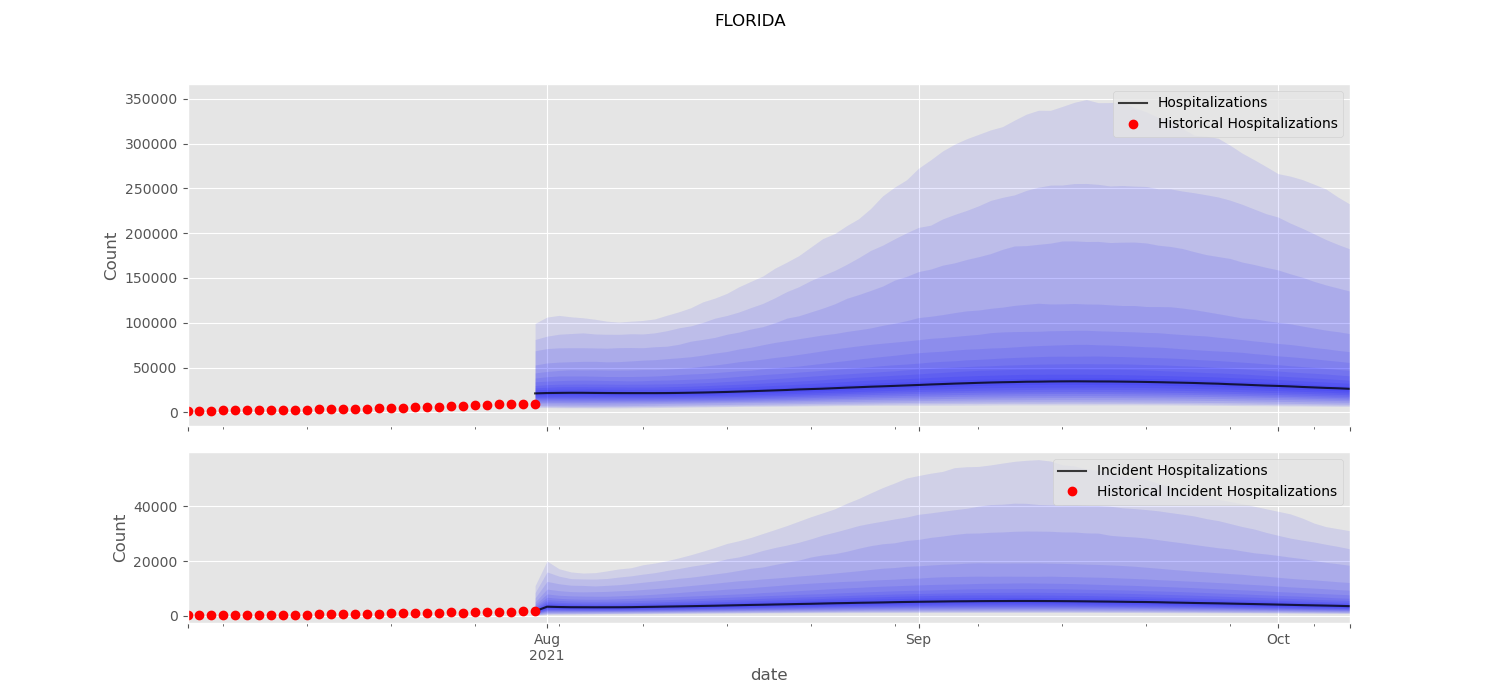 FLORIDA
350000
300000
250000
200000
150000
100000
50000
0
Count
Hospitalizations
Historical Hospitalizations
40000
20000
0
Count
Incident Hospitalizations
Historical Incident Hospitalizations
Aug
2021
Sep
Oct
date